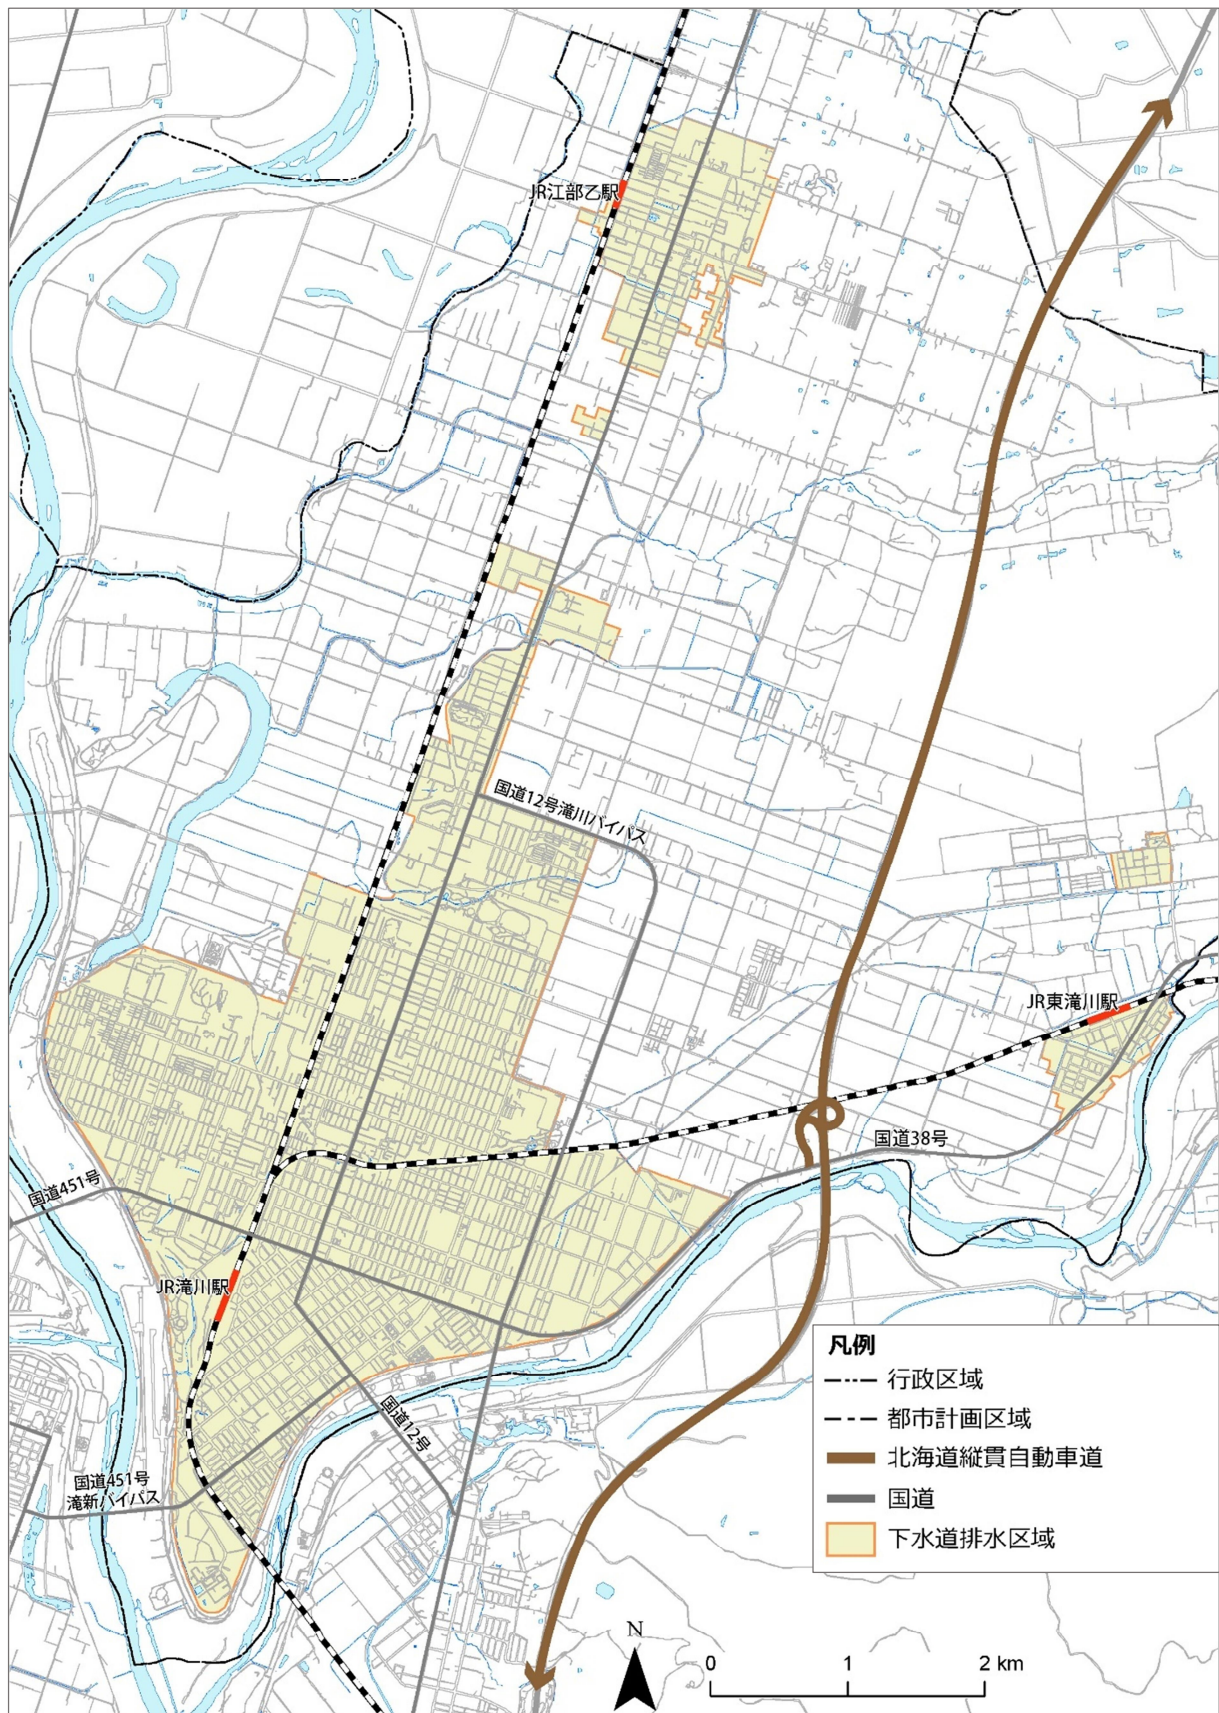 JR江部乙駅
国道12号滝川バイパス
JR東滝川駅
国道38号
国道451号
JR滝川駅
国道12号
国道451号
滝新バイパス
凡例
行政区域
都市計画区域
北海道縦貫自動車道
国道
下水道排水区域
N
0 1 2 km